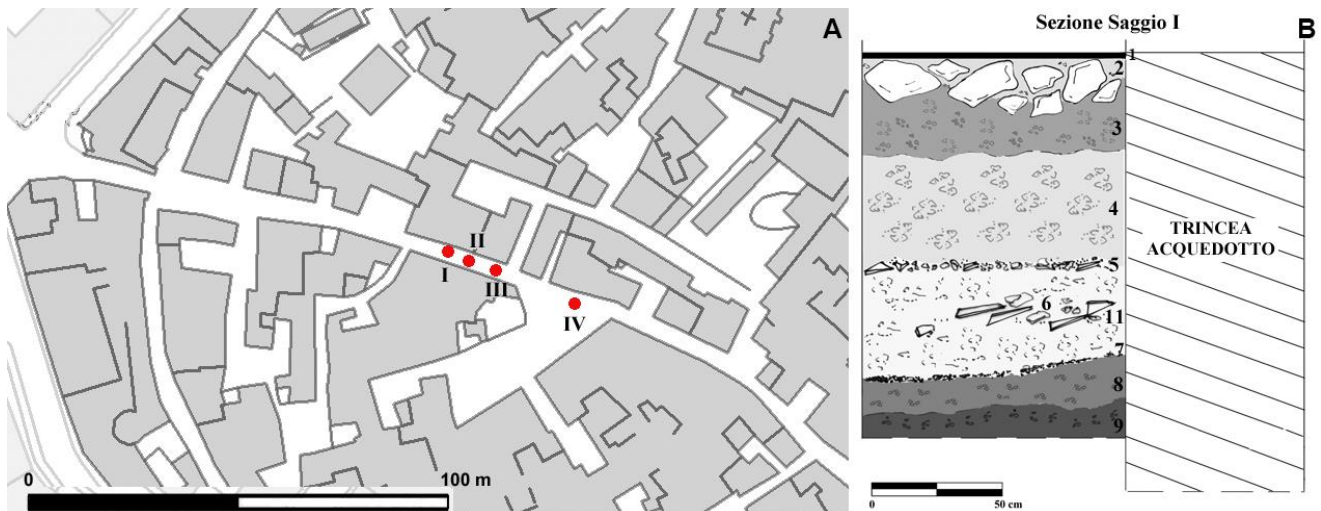 A
II
I
III
IV
0
100 m
Sezione Saggio I
B
1
2
3
4
TRINCEA
ACQUEDOTTO
5
6
11
7
8
9
0
50 cm